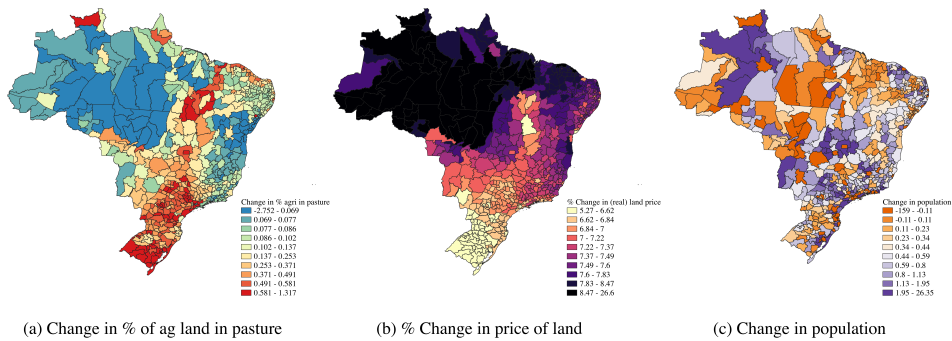 Change in % agri in pasture
-2.752 - 0.069
0.069 - 0.077
0.077 - 0.086
0.086 - 0.102
0.102 - 0.137
0.137 - 0.253
0.253 - 0.371
0.371 - 0.491
0.491 - 0.581
0.581 - 1.317
% Change in (real) land price
5.27 - 6.62
6.62 - 6.84
6.84 - 7
7 - 7.22
7.22 - 7.37
7.37 - 7.49
7.49 - 7.6
7.6 - 7.83
7.83 - 8.47
8.47 - 26.6
Change in population
-159 - -0.11
-0.11 - 0.11
0.11 - 0.23
0.23 - 0.34
0.34 - 0.44
0.44 - 0.59
0.59 - 0.8
0.8 - 1.13
1.13 - 1.95
1.95 - 26.35
(a) Change in % of ag land in pasture
(b) % Change in price of land
(c) Change in population